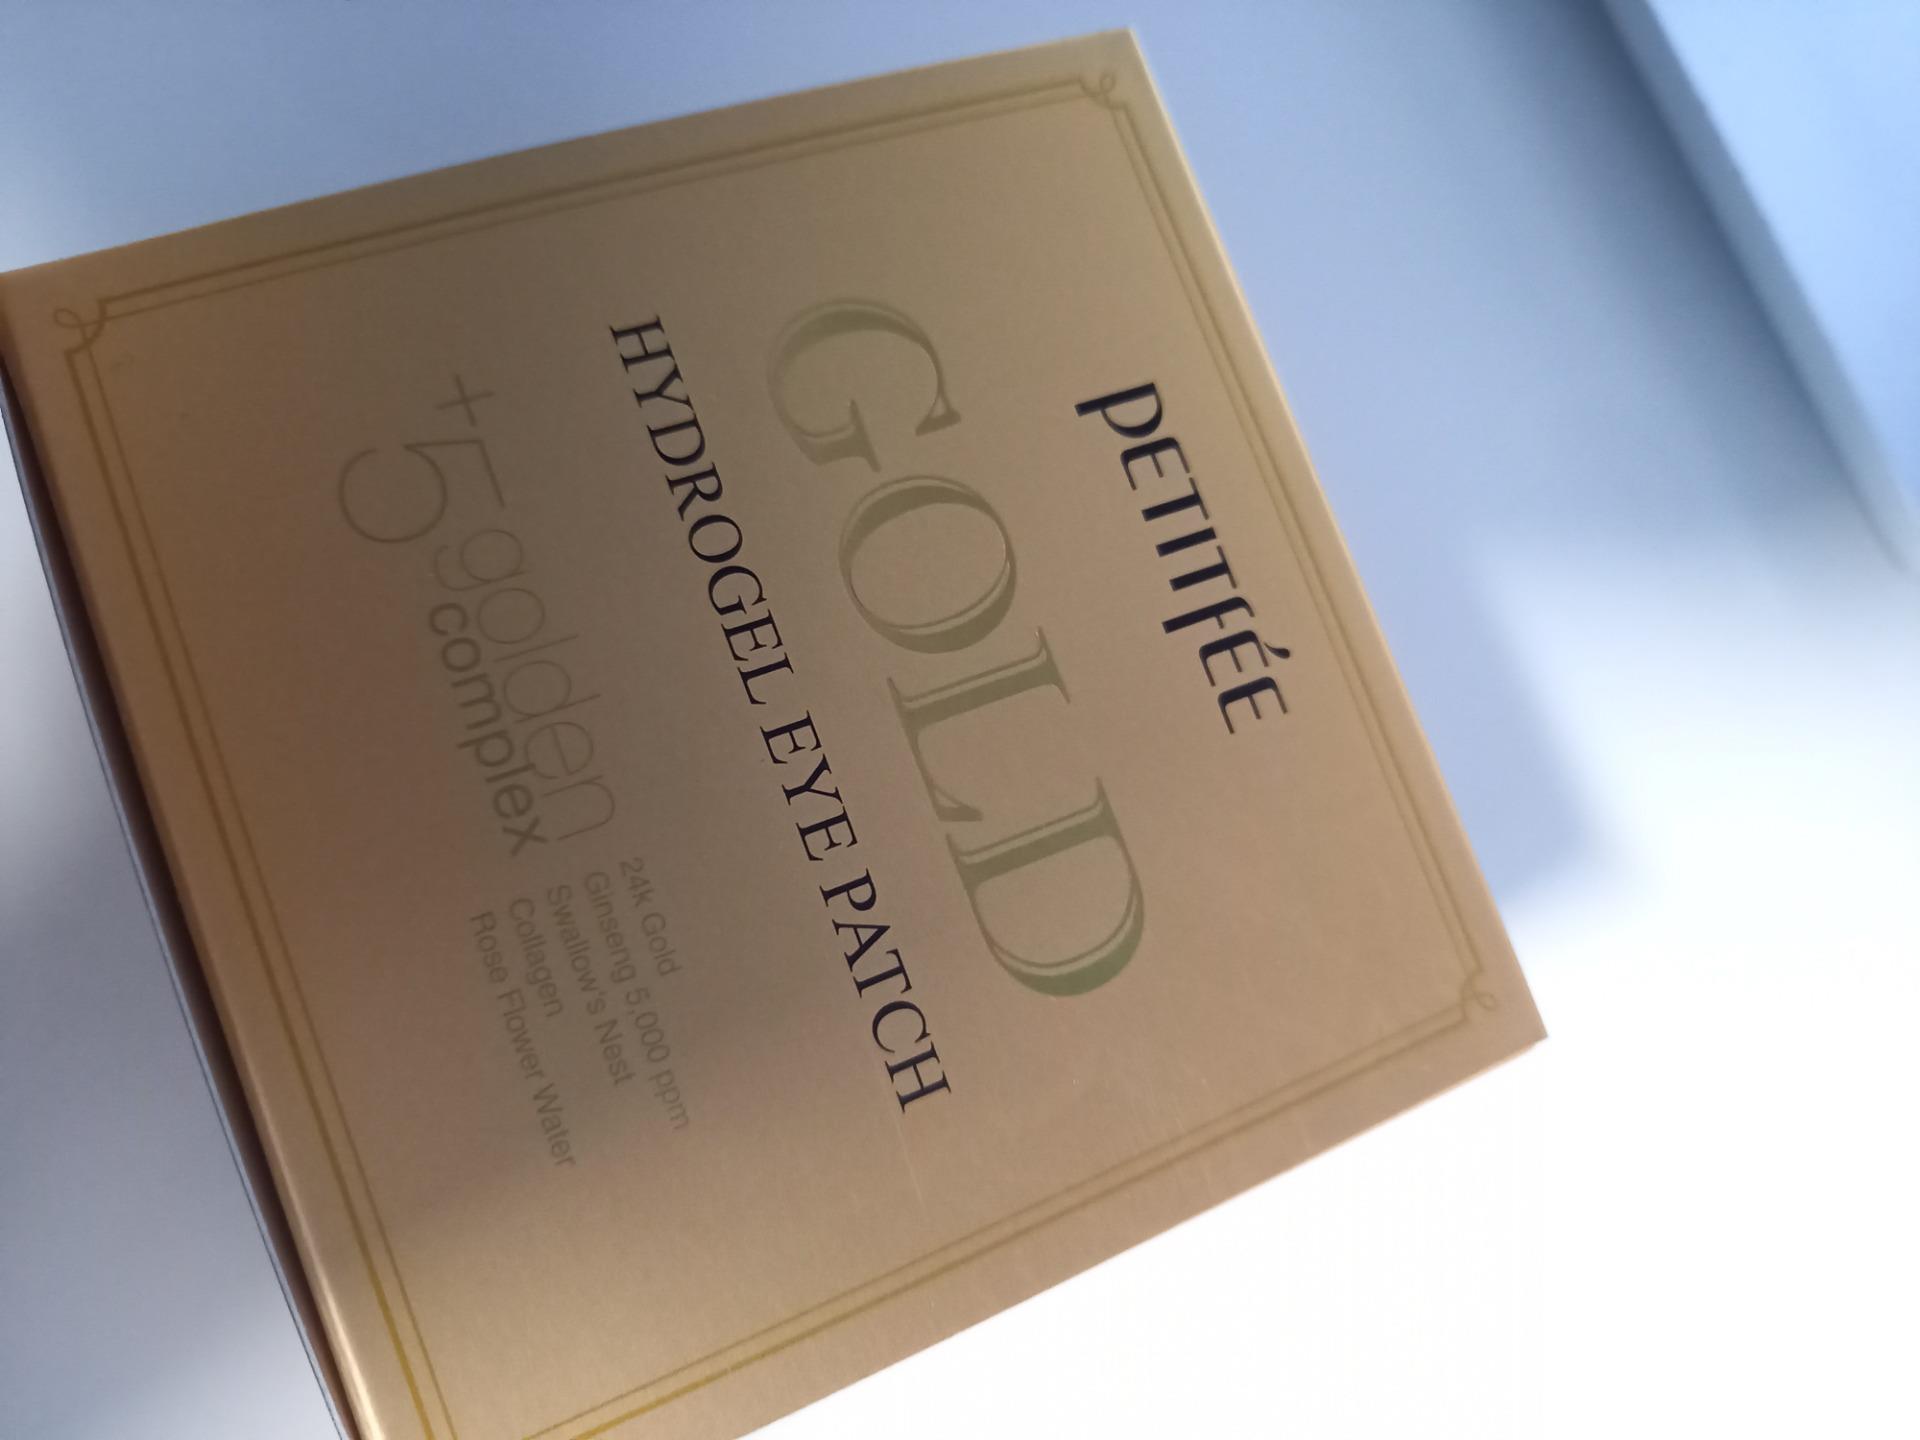 PETITFÉE
GOLD
HYDROGEL EYE PATCH
+5 golden
complex
24k Gold
Ginseng 5,000 ppm
Swallow's Nest
Collagen
Rose Flower Water